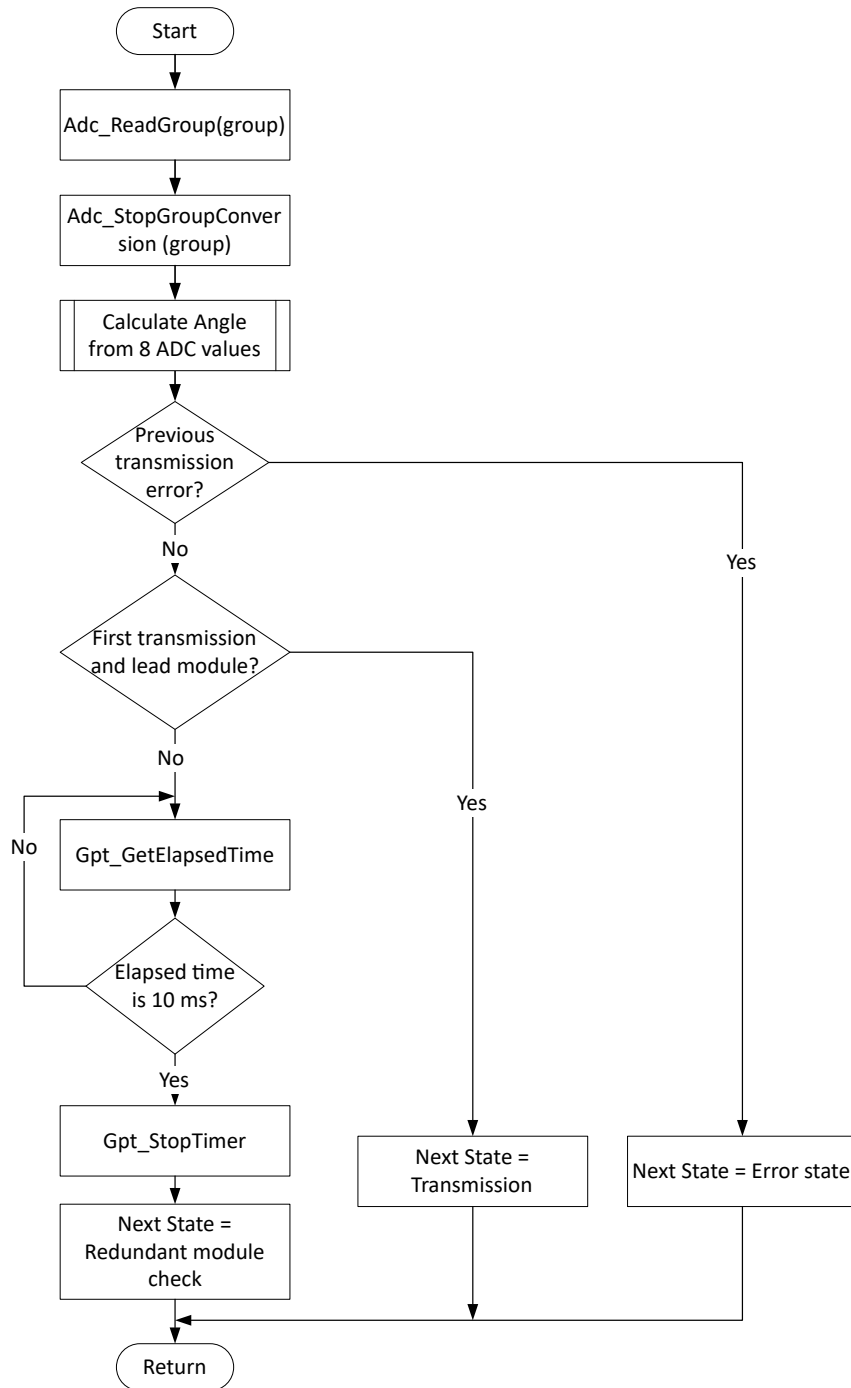 Start
Adc_ReadGroup(group)
Adc_StopGroupConver
sion (group)
Calculate Angle
from 8 ADC values
Previous
transmission
error?
No
Yes
First transmission
and lead module?
No
Yes
No
Gpt_GetElapsedTime
Elapsed time
is 10 ms?
Yes
Gpt_StopTimer
Next State =
Transmission
Next State = Error state
Next State =
Redundant module
check
Return